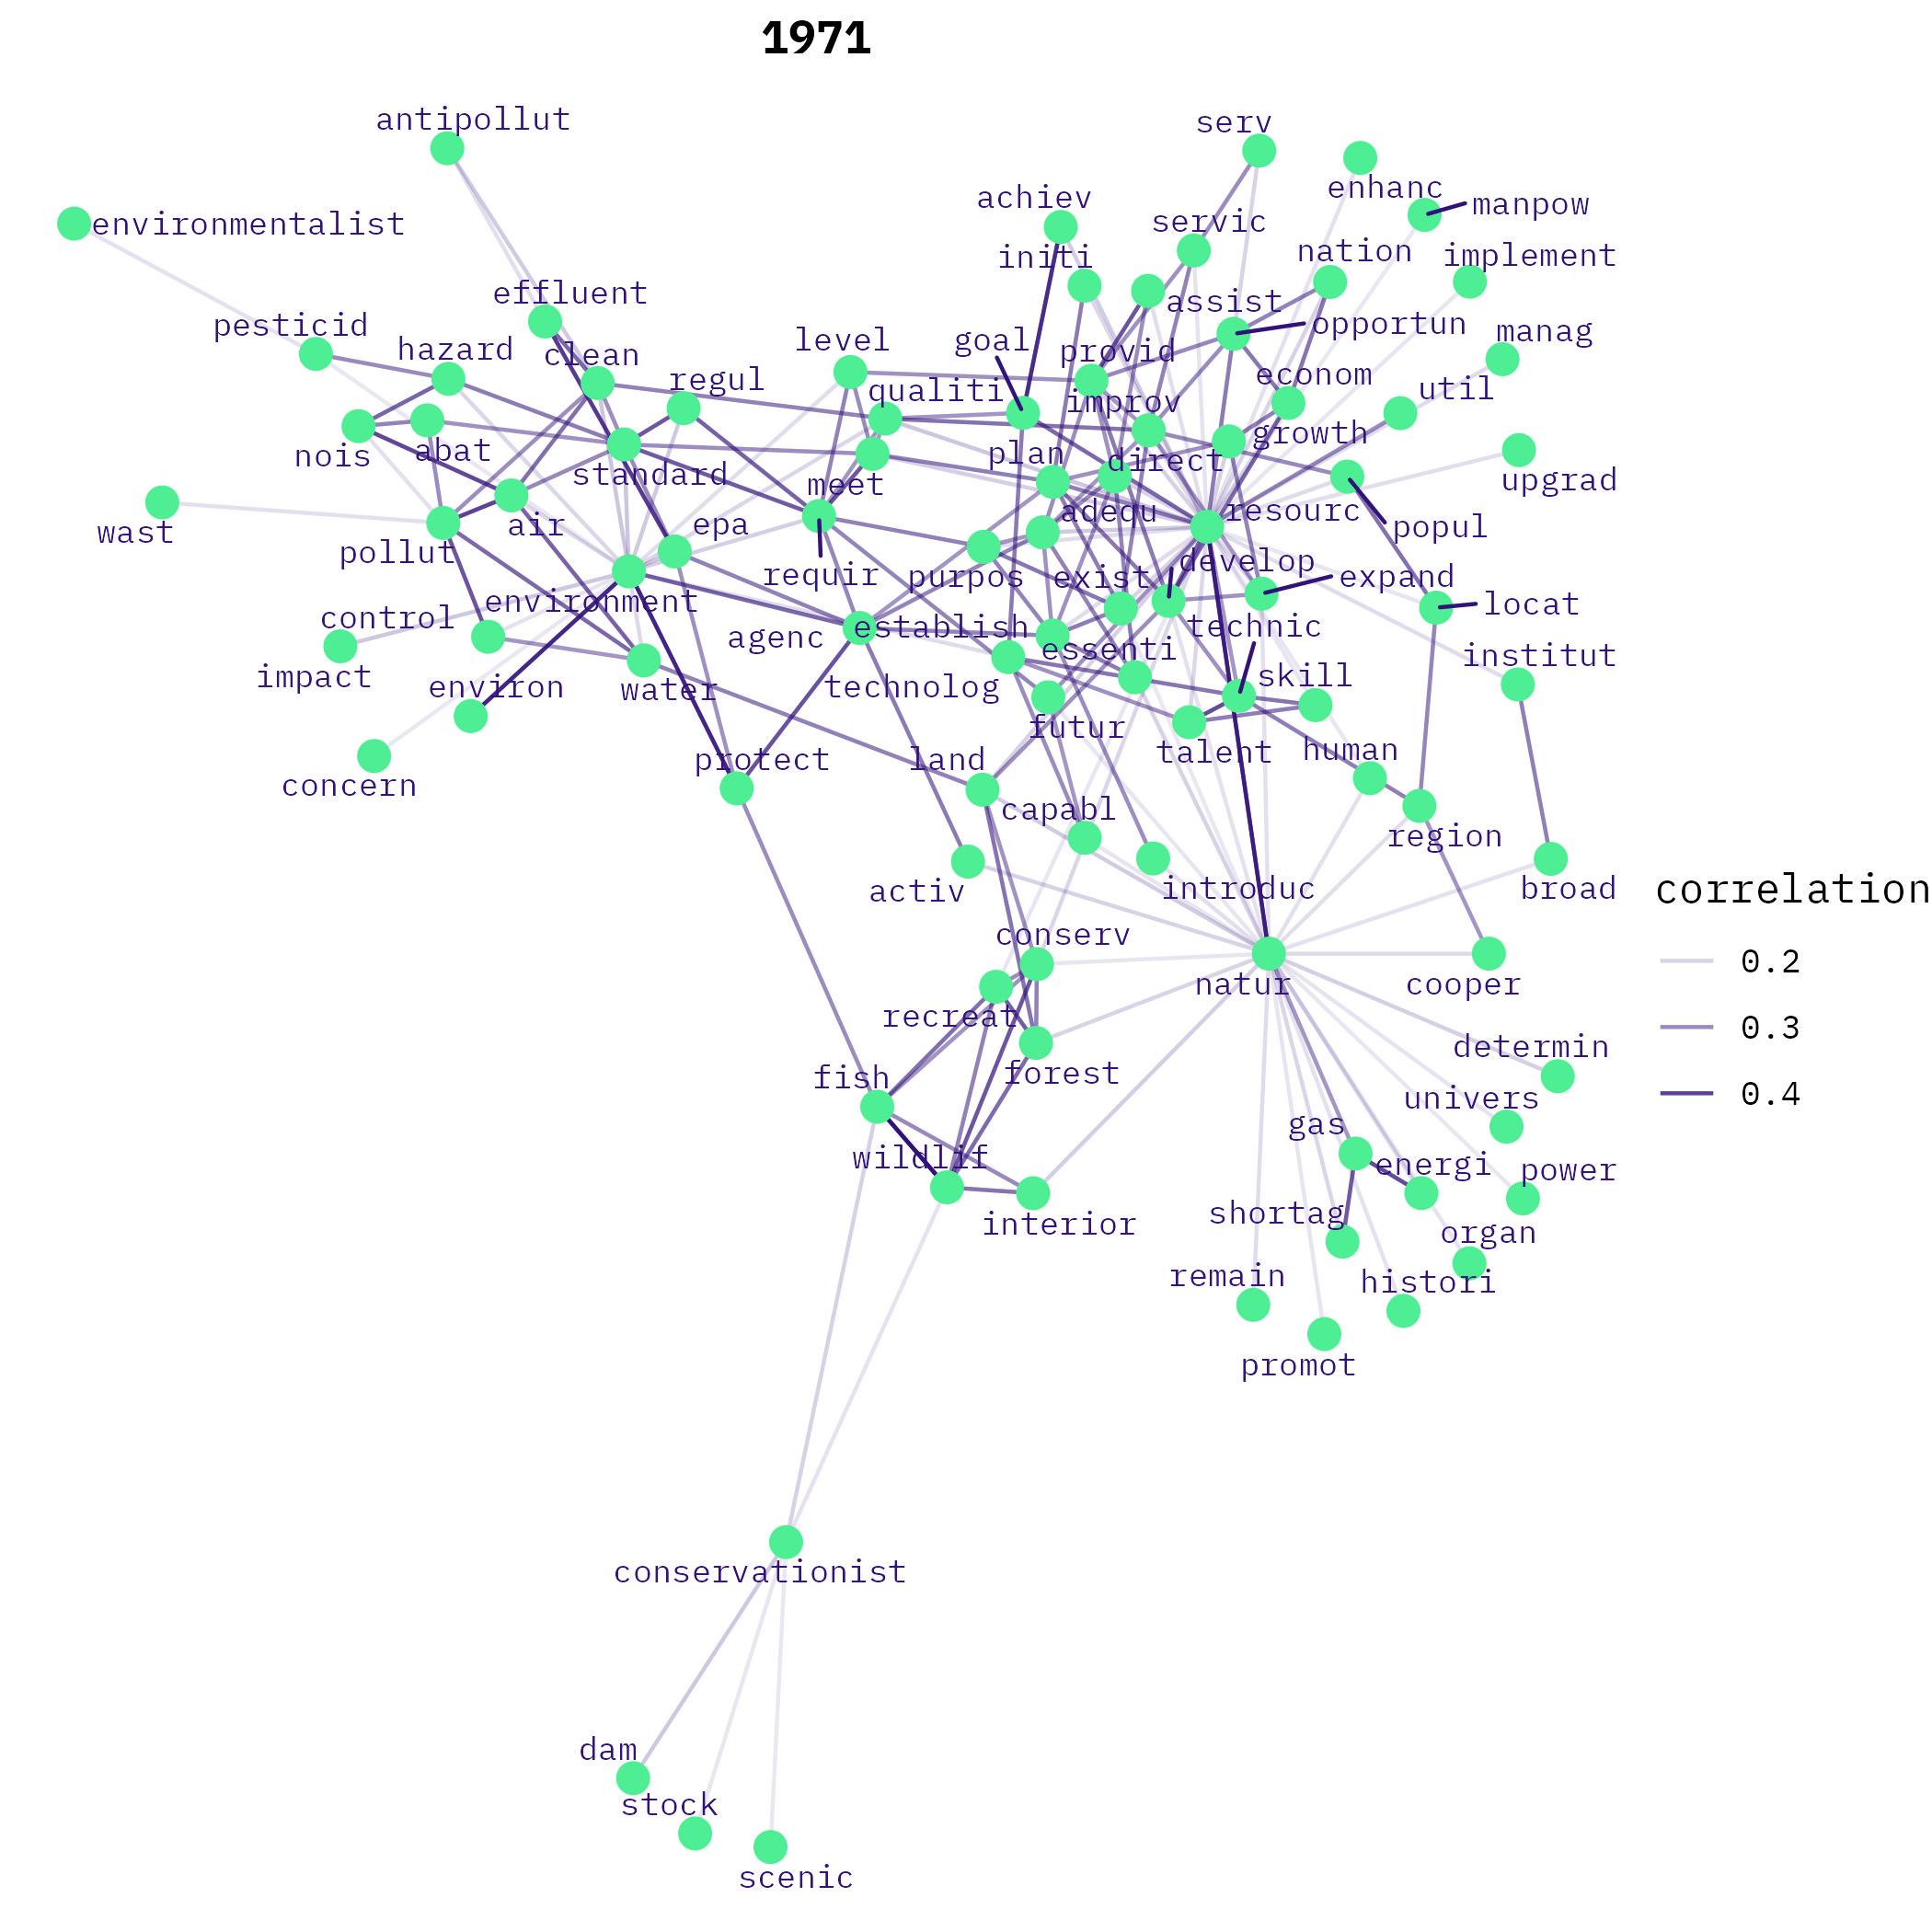 1971
antipollut
serv
enhanc
manpow
achiev
servic
environmentalist
initi
nation
implement
effluent
assist
opportun
manag
pesticid
hazard
clean
level
goal
provid
regul
qualiti
econom
util
improv
growth
nois
abat
standard
plan
direct
upgrad
meet
wast
air
epa
adequ
resourc
popul
pollut
requir
purpos
exist
develop
expand
locat
control
environment
agenc
establish
technic
impact
essenti
institut
environ
water
technolog
skill
futur
talent
human
concern
protect
land
capabl
region
activ
introduc
broad
correlation
conserv
0.2
natur
cooper
recreat
0.3
determin
forest
fish
univers
0.4
gas
wildlif
energi
power
interior
shortag
organ
remain
histori
promot
conservationist
dam
stock
scenic